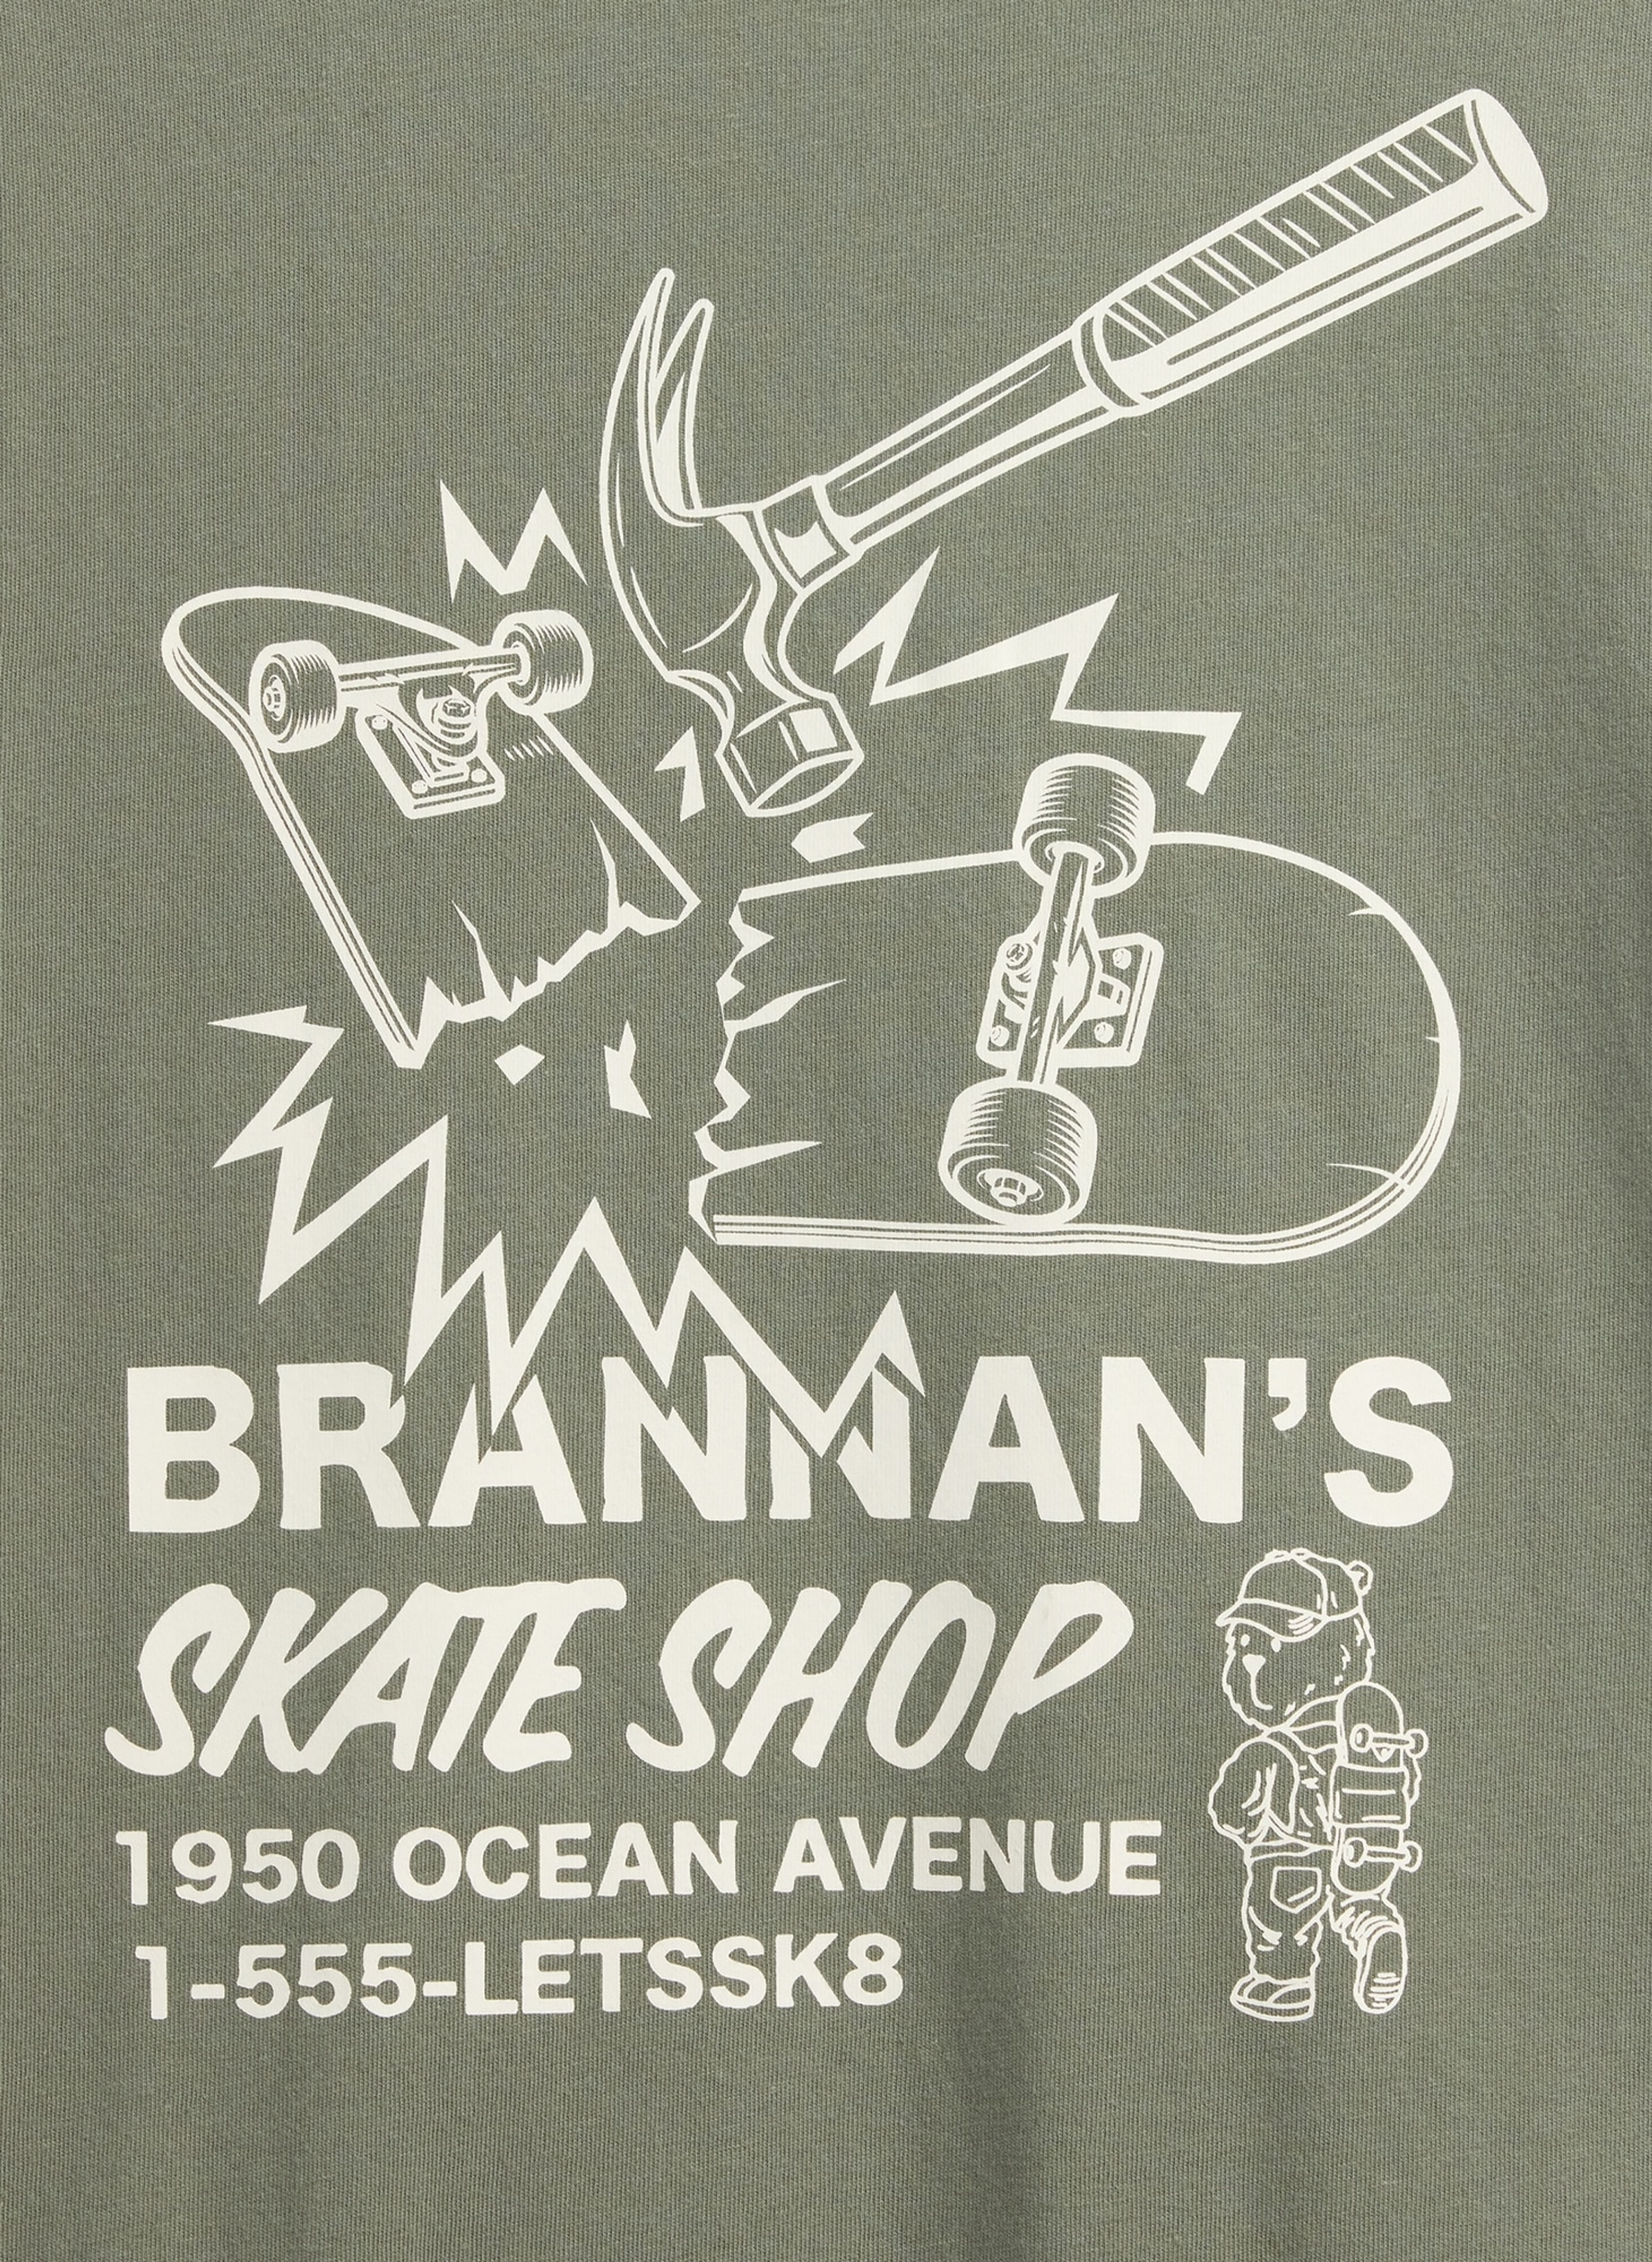 BRANNAN'S
SKATE SHOP
1950 OCEAN AVENUE
1-555-LETSSK8